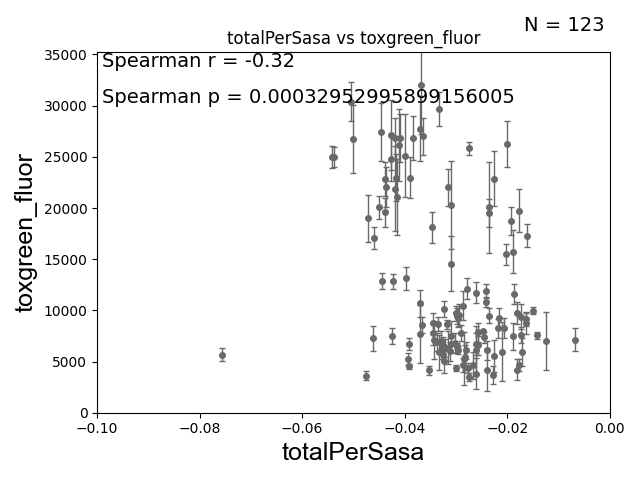 N = 123
totalPerSasa vs toxgreen_fluor
Spearman r = -0.32
Spearman p = 0.00032952995899156005
toxgreen_fluor
35000
30000
25000
20000
15000
10000
5000
0
−0.10
−0.08
−0.06
−0.04
−0.02
0.00
totalPerSasa